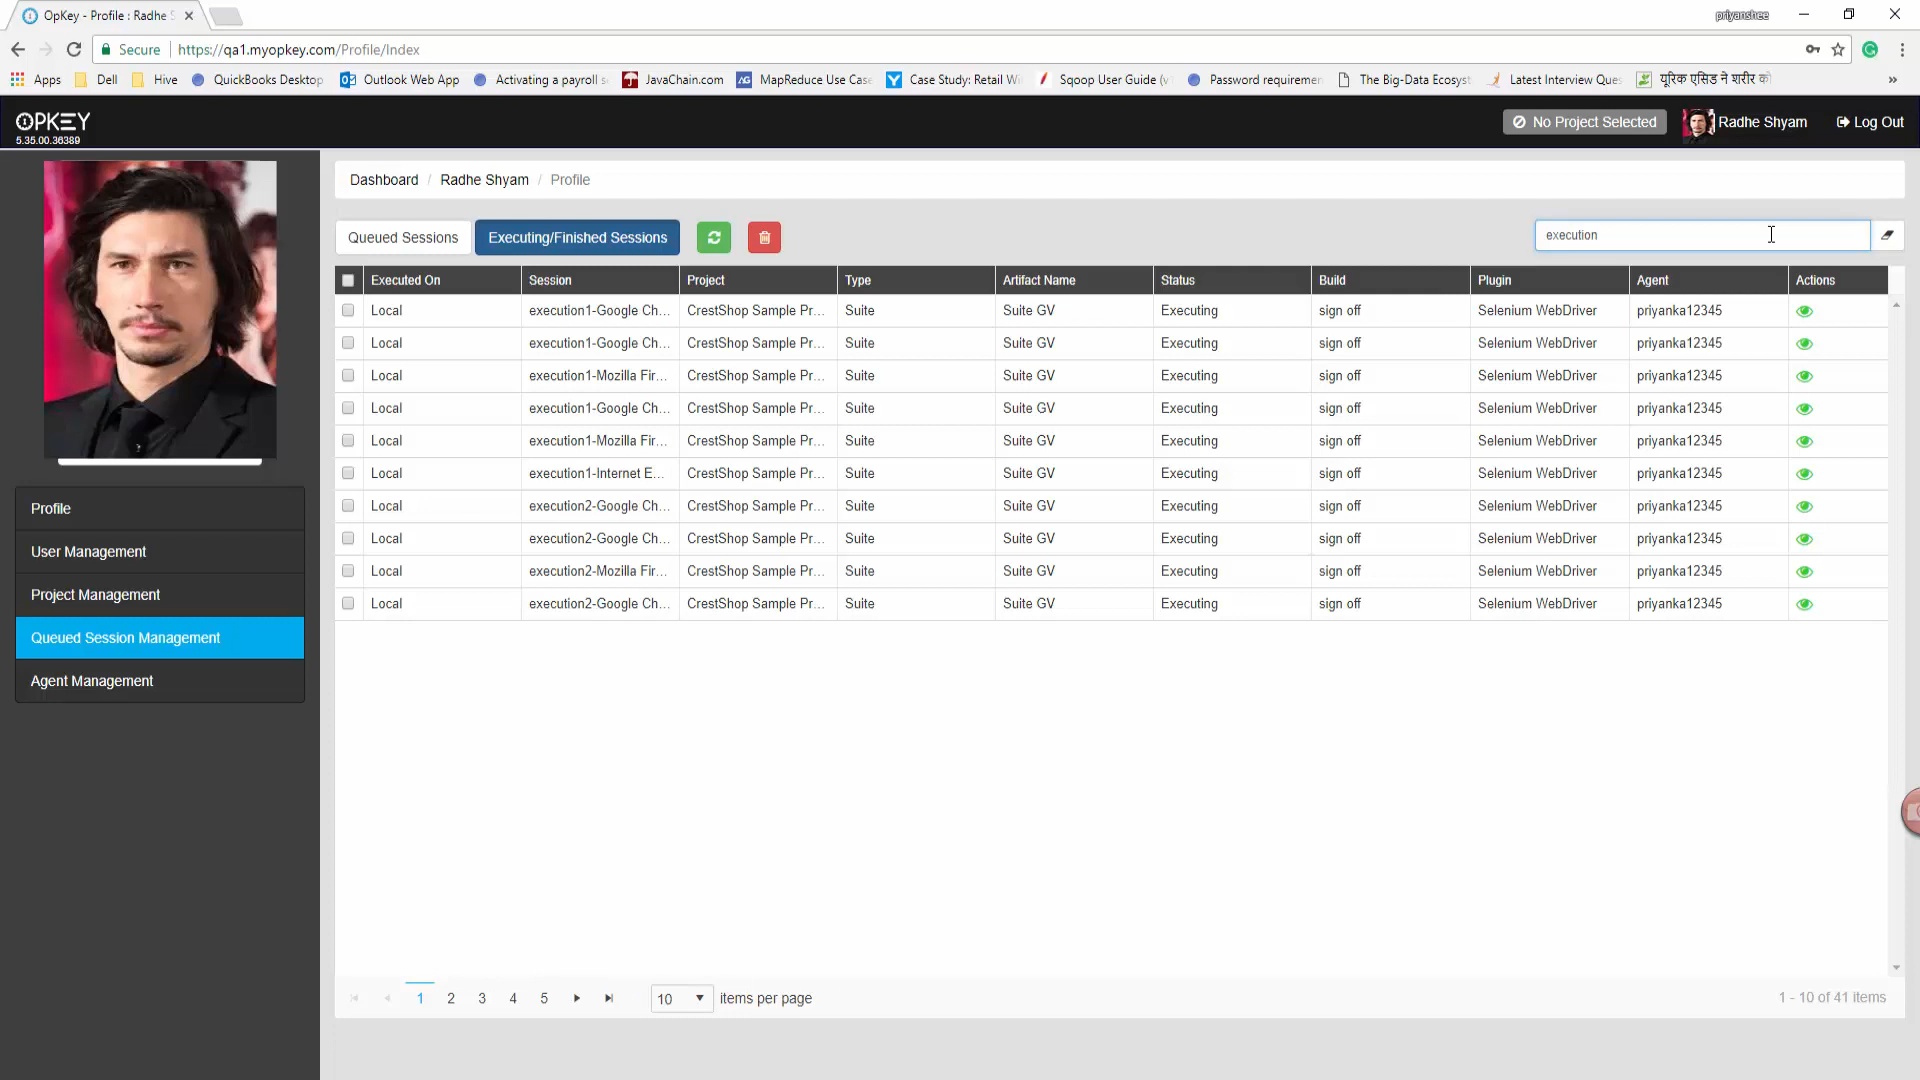 OpKey - Profile : Radhe S
priyanshee
Secure https://qa1.myopkey.com/Profile/Index
Apps Dell Hive QuickBooks Desktop Outlook Web App Activating a payroll s JavaChain.com MapReduce Use Case Case Study: Retail Wi Sqoop User Guide (v Password requiremen The Big-Data Ecosyst Latest Interview Ques यूरिक एसिड ने शरीर को »
OPKEY
5.35.00.36389
No Project Selected Radhe Shyam Log Out
Dashboard / Radhe Shyam / Profile
Queued Sessions Executing/Finished Sessions execution
Executed On Session Project Type Artifact Name Status Build Plugin Agent Actions
Local execution1-Google Ch... CrestShop Sample Pr... Suite Suite GV Executing sign off Selenium WebDriver priyanka12345
Local execution1-Google Ch... CrestShop Sample Pr... Suite Suite GV Executing sign off Selenium WebDriver priyanka12345
Local execution1-Mozilla Fir... CrestShop Sample Pr... Suite Suite GV Executing sign off Selenium WebDriver priyanka12345
Local execution1-Google Ch... CrestShop Sample Pr... Suite Suite GV Executing sign off Selenium WebDriver priyanka12345
Local execution1-Mozilla Fir... CrestShop Sample Pr... Suite Suite GV Executing sign off Selenium WebDriver priyanka12345
Local execution1-Internet E... CrestShop Sample Pr... Suite Suite GV Executing sign off Selenium WebDriver priyanka12345
Local execution2-Google Ch... CrestShop Sample Pr... Suite Suite GV Executing sign off Selenium WebDriver priyanka12345
Local execution2-Google Ch... CrestShop Sample Pr... Suite Suite GV Executing sign off Selenium WebDriver priyanka12345
Local execution2-Mozilla Fir... CrestShop Sample Pr... Suite Suite GV Executing sign off Selenium WebDriver priyanka12345
Local execution2-Google Ch... CrestShop Sample Pr... Suite Suite GV Executing sign off Selenium WebDriver priyanka12345
Profile
User Management
Project Management
Queued Session Management
Agent Management
1 2 3 4 5 10 items per page 1 - 10 of 41 items